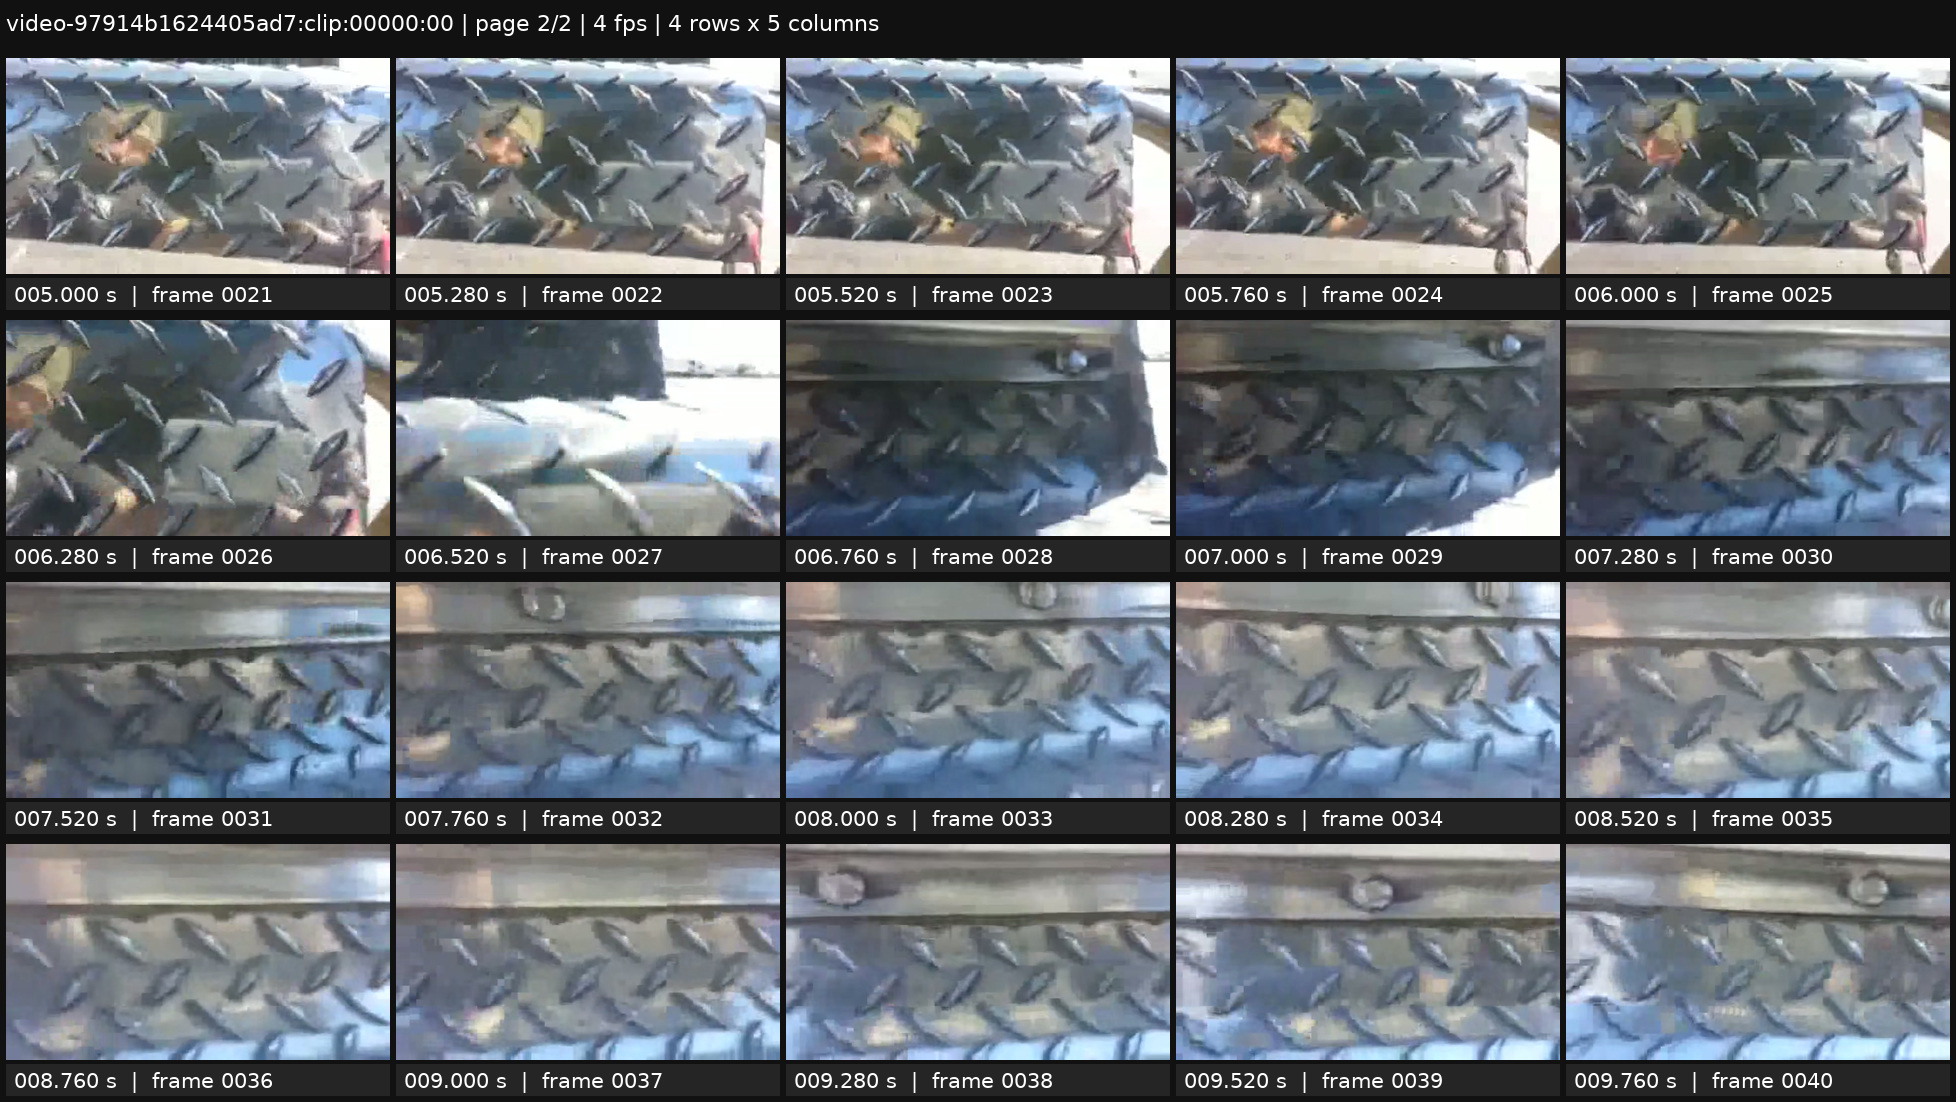 video-97914b1624405ad7:clip:00000:00 | page 2/2 | 4 fps | 4 rows x 5 columns
005.000 s | frame 0021
005.280 s | frame 0022
005.520 s | frame 0023
005.760 s | frame 0024
006.000 s | frame 0025
006.280 s | frame 0026
006.520 s | frame 0027
006.760 s | frame 0028
007.000 s | frame 0029
007.280 s | frame 0030
007.520 s | frame 0031
007.760 s | frame 0032
008.000 s | frame 0033
008.280 s | frame 0034
008.520 s | frame 0035
008.760 s | frame 0036
009.000 s | frame 0037
009.280 s | frame 0038
009.520 s | frame 0039
009.760 s | frame 0040